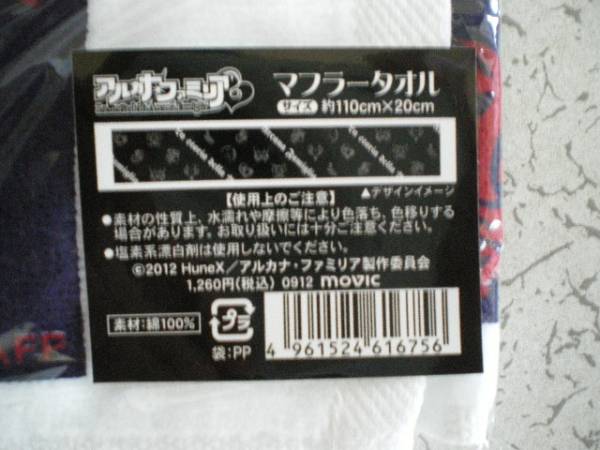 アルカナ・ファミリア
マフラータオル
サイズ 約110cm×20cm
▲デザインイメージ
【使用上のご注意】
●素材の性質上、水濡れや摩擦等により色落ち、色移りする
場合があります。お取り扱いには十分ご注意ください。
●塩素系漂白剤は使用しないでください。
©2012 HuneX／アルカナ・ファミリア製作委員会
1,260円(税込) 0912 movic
素材:綿100%
プラ
袋:PP
4 961524 616756